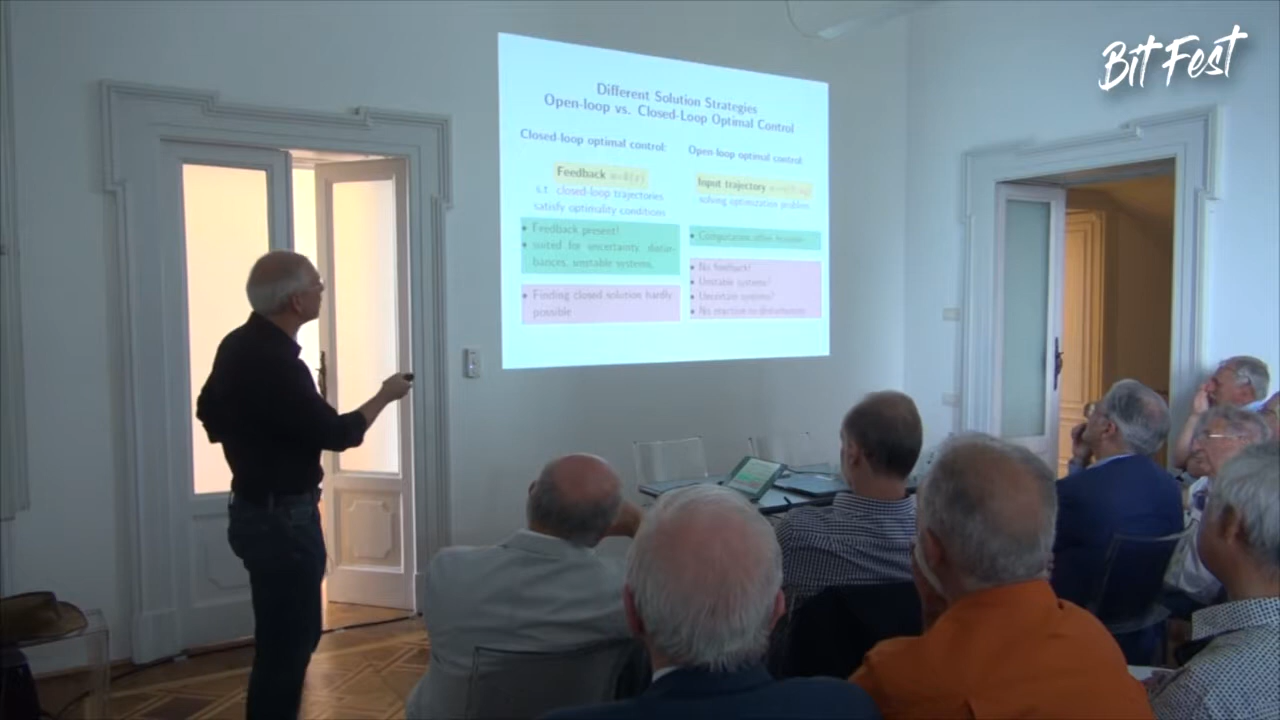 Bit Fest
Different Solution Strategies
Open-loop vs. Closed-Loop Optimal Control
Closed-loop optimal control:
Feedback
s.t closed-loop trajectories
satisfy optimality conditions
• Feedback present!
• suited for uncertainty distur-
bances, unstable systems,
• Finding closed solution hardly
possible
Open-loop optimal control
Input trajectory
solving optimization problem
• Computation often
• No feedback!
• Unstable systems?
• Uncertain systems?
• No reaction to disturbances